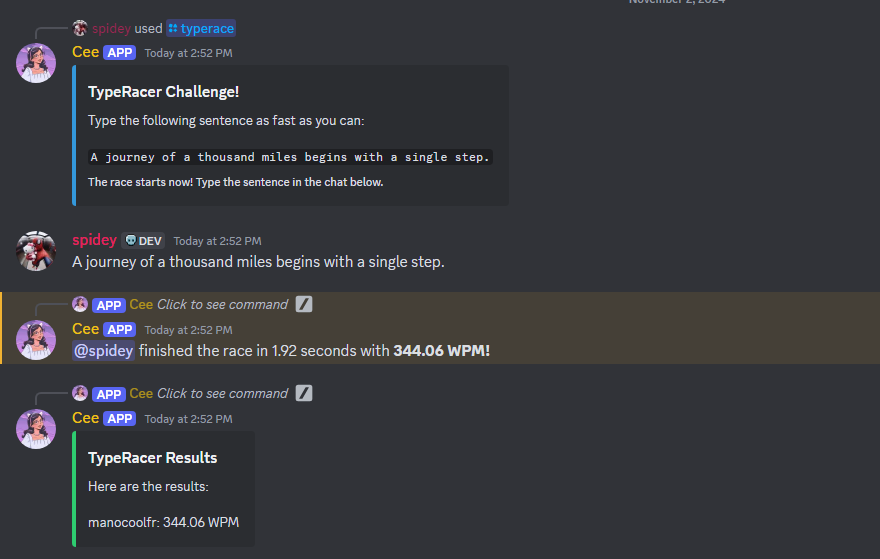 November 2, 2024
spidey used typerace
Cee APP Today at 2:52 PM
TypeRacer Challenge!
Type the following sentence as fast as you can:
A journey of a thousand miles begins with a single step.
The race starts now! Type the sentence in the chat below.
spidey DEV Today at 2:52 PM
A journey of a thousand miles begins with a single step.
APP Cee Click to see command
Cee APP Today at 2:52 PM
@spidey finished the race in 1.92 seconds with 344.06 WPM!
APP Cee Click to see command
Cee APP Today at 2:52 PM
TypeRacer Results
Here are the results:
manocoolfr: 344.06 WPM